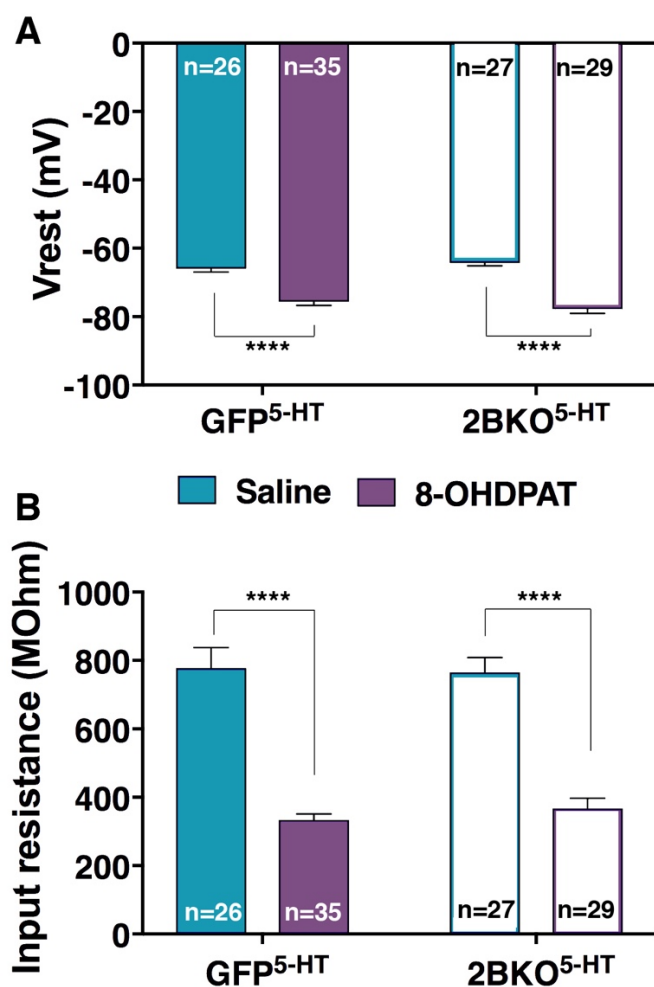 A
Vrest (mV)
0
-20
-40
-60
-80
-100
n=26
n=35
n=27
n=29
****
****
GFP⁵⁻ᴴᵀ
2BKO⁵⁻ᴴᵀ
Saline
8-OHDPAT
B
Input resistance (MOhm)
1000
800
600
400
200
0
****
****
n=26
n=35
n=27
n=29
GFP⁵⁻ᴴᵀ
2BKO⁵⁻ᴴᵀ